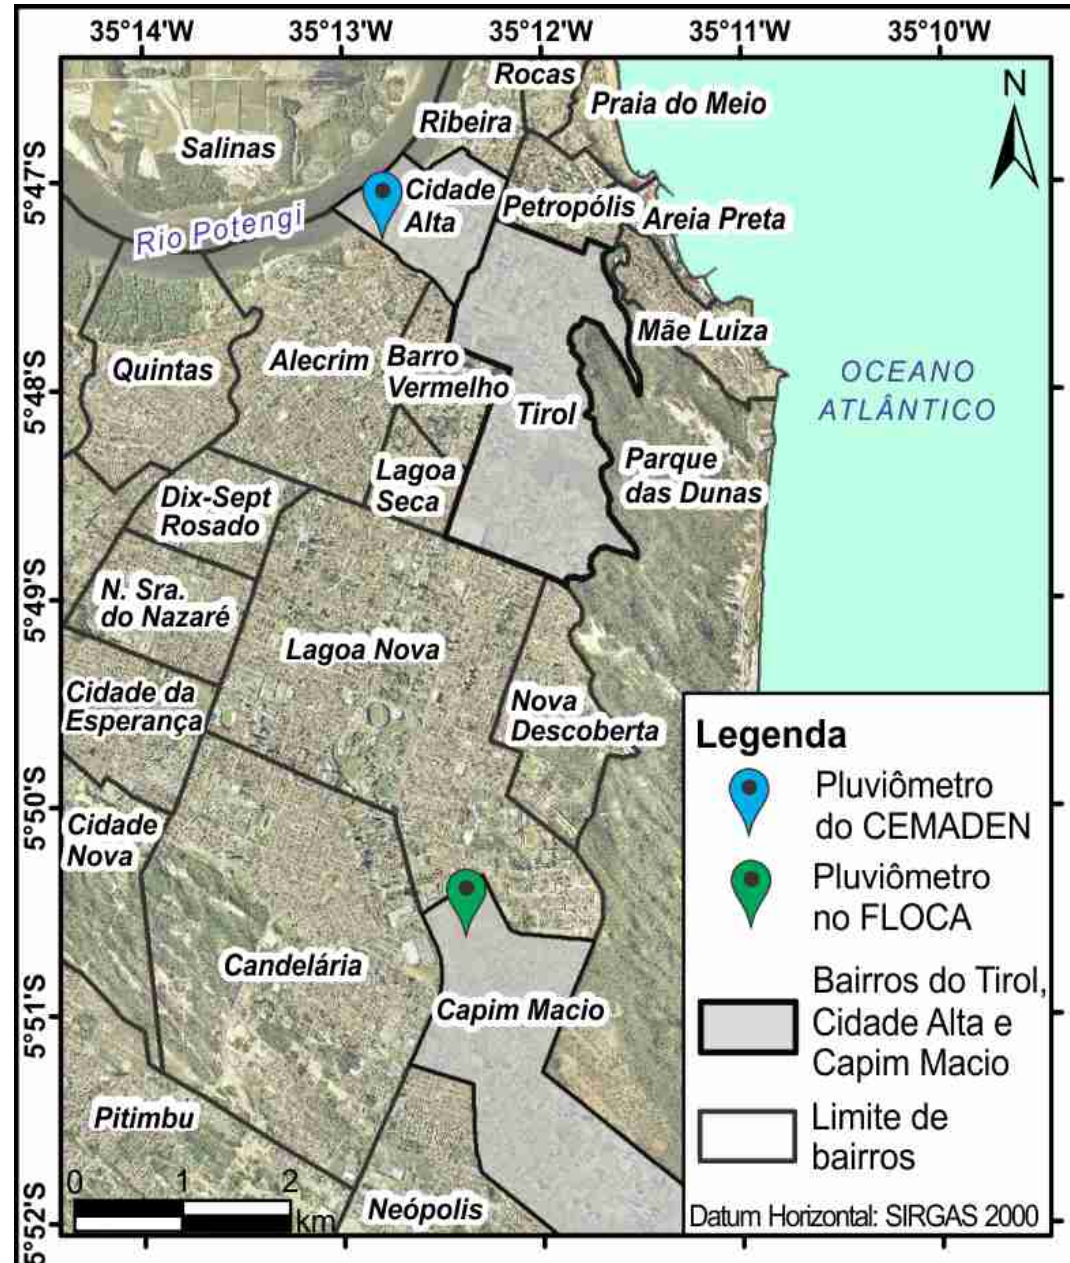 35°14'W 35°13'W 35°12'W 35°11'W 35°10'W
N
Rocas
Praia do Meio
Ribeira
Salinas
5°47'S
Cidade
Alta
Petropólis
Areia Preta
Rio Potengi
Mãe Luiza
Quintas
Alecrim
Barro
Vermelho
5°48'S
OCEANO
ATLÂNTICO
Tirol
Parque
das Dunas
Lagoa
Seca
Dix-Sept
Rosado
5°49'S
N. Sra.
do Nazaré
Lagoa Nova
Cidade da
Esperança
Nova
Descoberta
5°50'S
Cidade
Nova
Candelária
Capim Macio
5°51'S
Pitimbu
Neópolis
5°52'S
0 1 2
km
Legenda
Pluviômetro
do CEMADEN
Pluviômetro
no FLOCA
Bairros do Tirol,
Cidade Alta e
Capim Macio
Limite de
bairros
Datum Horizontal: SIRGAS 2000